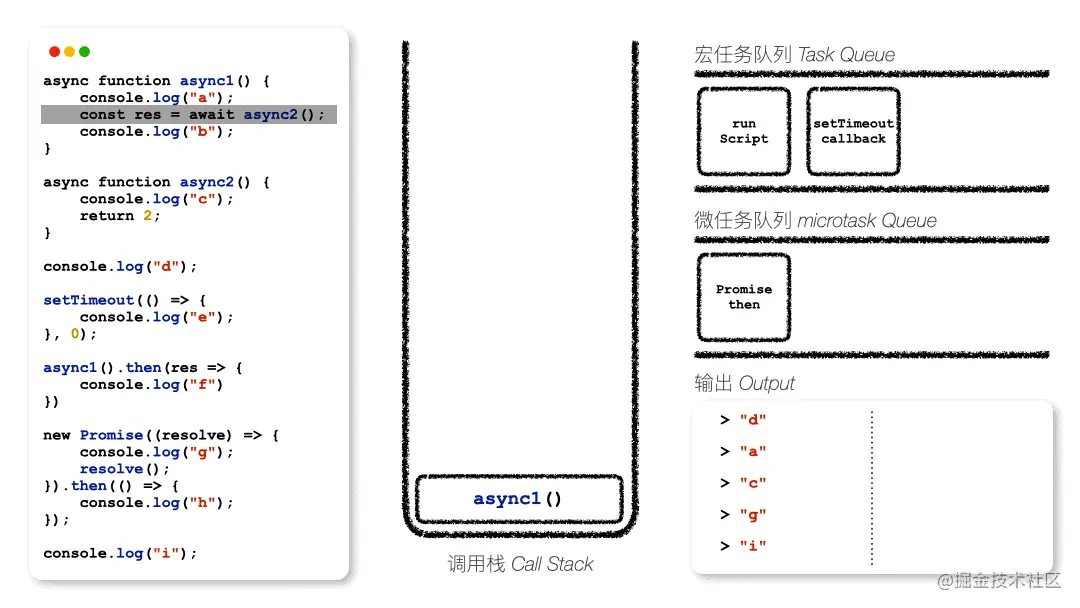 async function async1() {
    console.log("a");
    const res = await async2();
    console.log("b");
}
async function async2() {
    console.log("c");
    return 2;
}
console.log("d");
setTimeout(() => {
    console.log("e");
}, 0);
async1().then(res => {
    console.log("f")
})
new Promise((resolve) => {
    console.log("g");
    resolve();
}).then(() => {
    console.log("h");
});
console.log("i");
async1()
调用栈 Call Stack
宏任务队列 Task Queue
run
Script
setTimeout
callback
微任务队列 microtask Queue
Promise
then
输出 Output
> "d"
> "a"
> "c"
> "g"
> "i"
@掘金技术社区